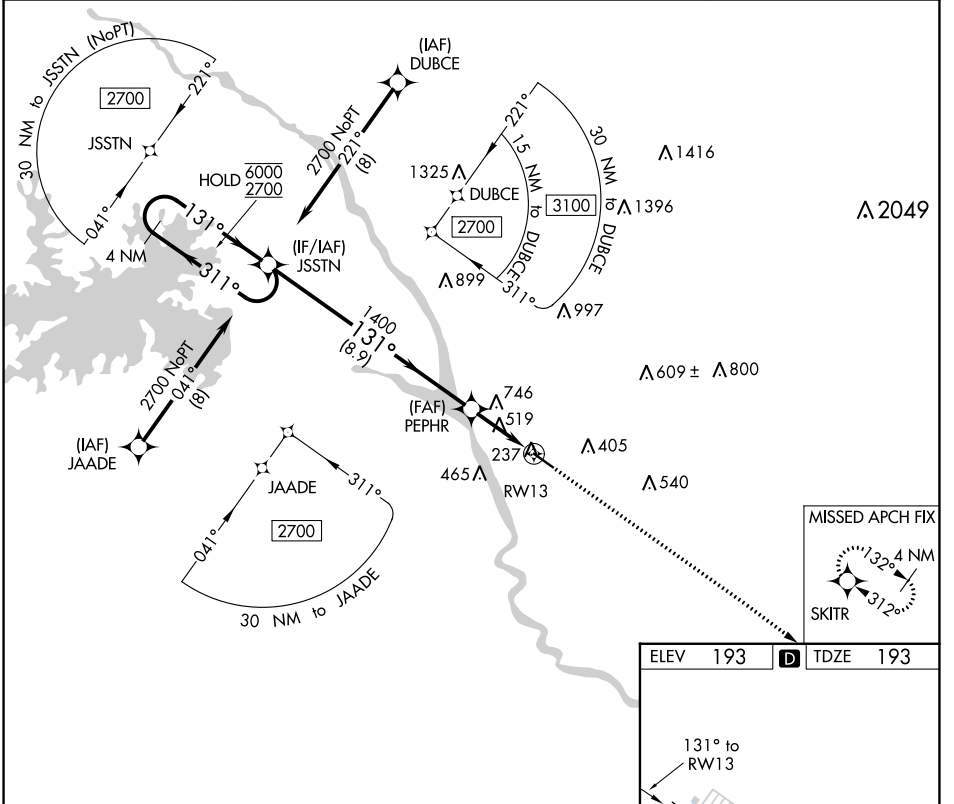 30 NM to JSSTN (NoPT)
2700
221°
JSSTN
041°
(IAF)
DUBCE
2700 NoPT
221°
(8)
HOLD 6000
2700
131°
4 NM
311°
(IF/IAF)
JSSTN
221°
15 NM to DUBCE
30 NM to DUBCE
1325
DUBCE
2700
3100
311°
899
997
1416
1396
2049
1400
131°
(8.9)
2700 NoPT
041°
(8)
(IAF)
JAADE
(FAF)
PEPHR
746
519
237
465
RW13
609 ±
800
405
540
JAADE
311°
041°
2700
30 NM to JAADE
MISSED APCH FIX
132°
4 NM
312°
SKITR
ELEV 193
D
TDZE 193
131° to
RW13